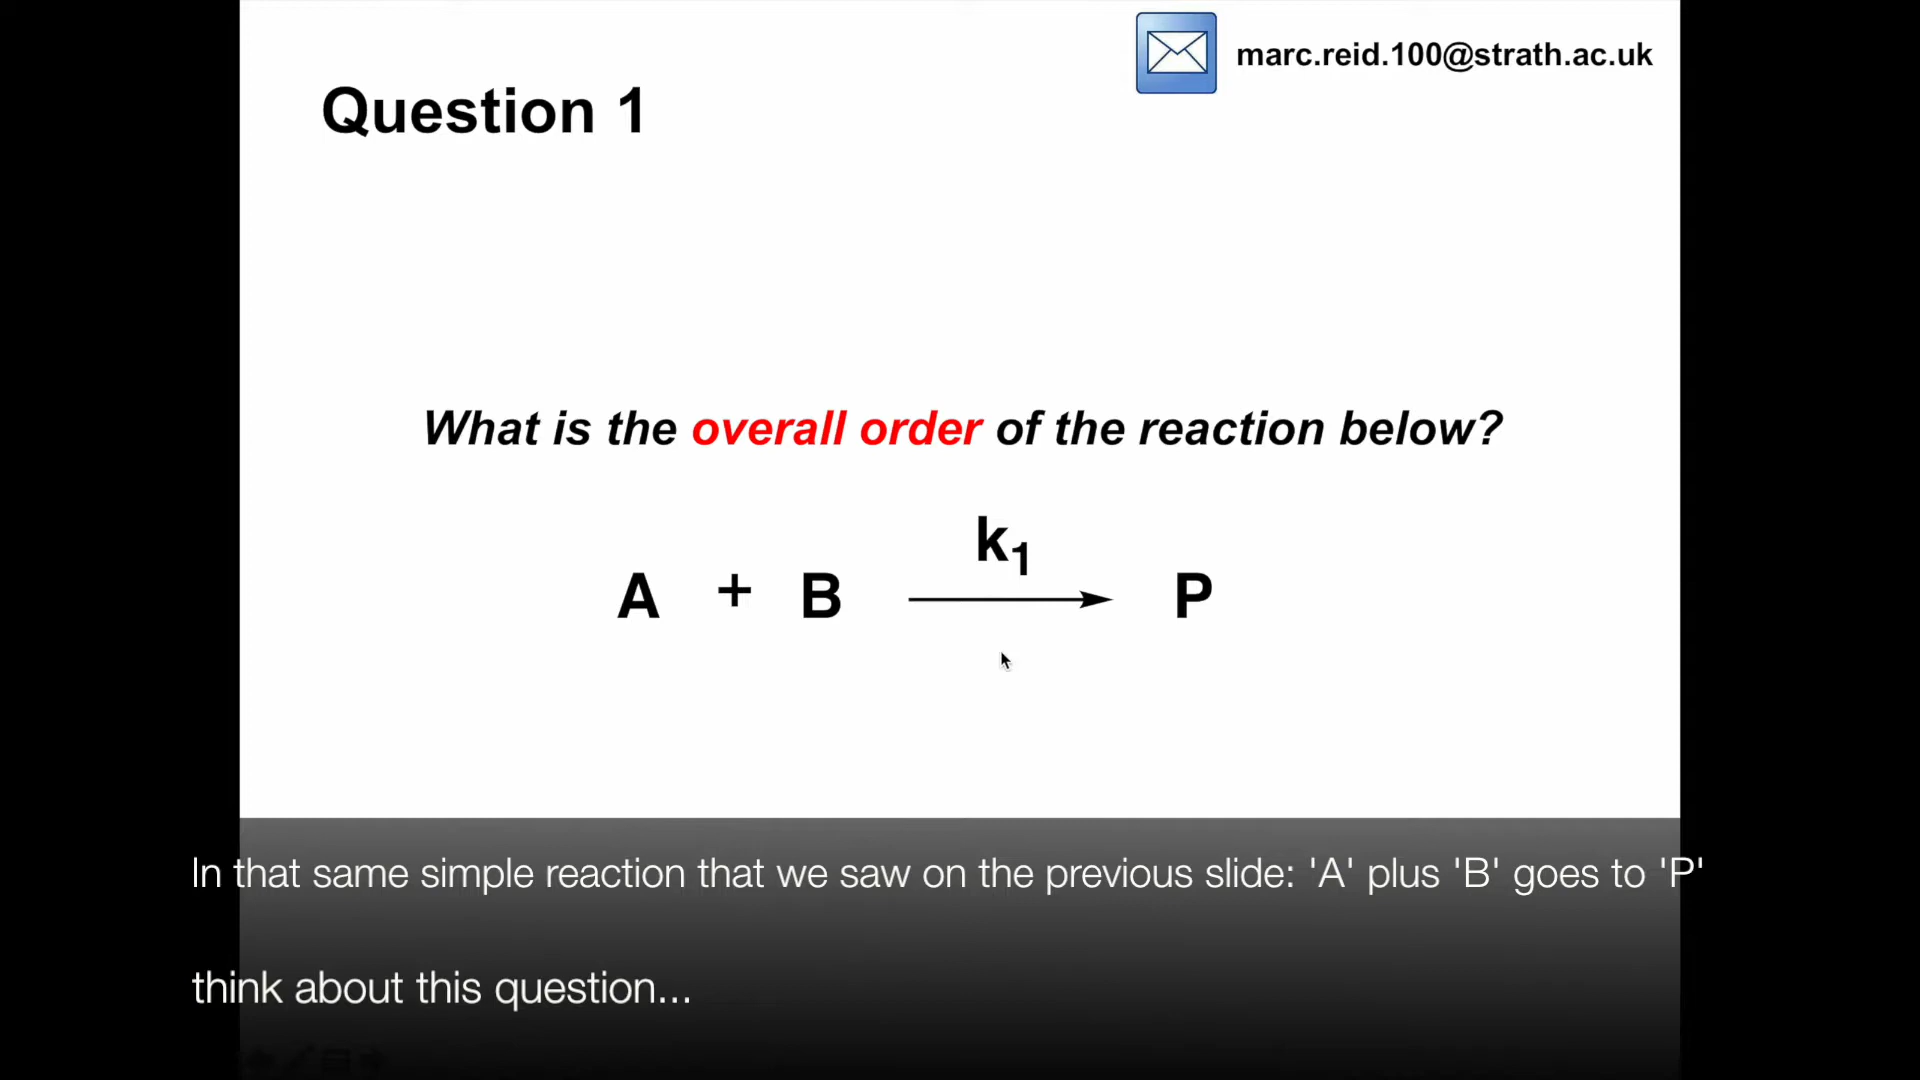 marc.reid.100@strath.ac.uk
Question 1
What is the overall order of the reaction below?
k₁
A + B P
In that same simple reaction that we saw on the previous slide: 'A' plus 'B' goes to 'P'
think about this question...